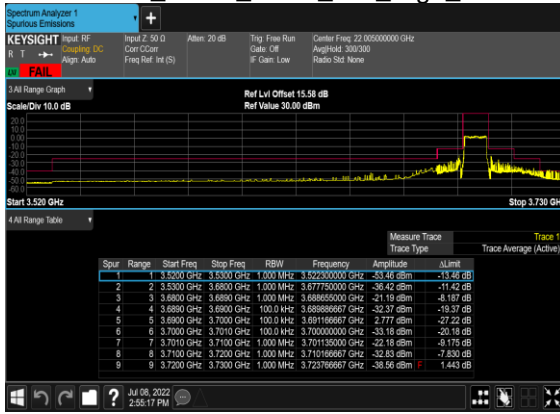 Spectrum Analyzer 1
Spurious Emissions
+
KEYSIGHT Input: RF Input Z: 50 Ω Atten: 20 dB Trig: Free Run Center Freq: 22.005000000 GHz
R T Coupling: DC Corr CCorr Gate: Off Avg|Hold: 300/300
Align: Auto Freq Ref: Int (S) IF Gain: Low Radio Std: None
FAIL
3 All Range Graph
Ref Lvl Offset 15.58 dB
Scale/Div 10.0 dB Ref Value 30.00 dBm
20.0
10.0
0.00
-10.0
-20.0
-30.0
-40.0
-50.0
-60.0
Start 3.520 GHz Stop 3.730 GH
4 All Range Table
Measure Trace Trace 1
Trace Type Trace Average (Active)
Spur Range Start Freq Stop Freq RBW Frequency Amplitude ΔLimit
1 1 3.5200 GHz 3.5300 GHz 1.000 MHz 3.522300000 GHz -53.46 dBm -13.46 dB
2 2 3.5300 GHz 3.6800 GHz 1.000 MHz 3.677750000 GHz -36.42 dBm -11.42 dB
3 3 3.6800 GHz 3.6890 GHz 1.000 MHz 3.688655000 GHz -21.19 dBm -8.187 dB
4 4 3.6890 GHz 3.6900 GHz 100.0 kHz 3.689886667 GHz -32.37 dBm -19.37 dB
5 5 3.6900 GHz 3.7000 GHz 100.0 kHz 3.691166667 GHz 2.777 dBm -27.22 dB
6 6 3.7000 GHz 3.7010 GHz 100.0 kHz 3.700000000 GHz -33.18 dBm -20.18 dB
7 7 3.7010 GHz 3.7100 GHz 1.000 MHz 3.701135000 GHz -22.18 dBm -9.175 dB
8 8 3.7100 GHz 3.7200 GHz 1.000 MHz 3.710166667 GHz -32.83 dBm -7.830 dB
9 9 3.7200 GHz 3.7300 GHz 1.000 MHz 3.723766667 GHz -38.56 dBm F 1.443 dB
? Jul 08, 2022
2:55:17 PM